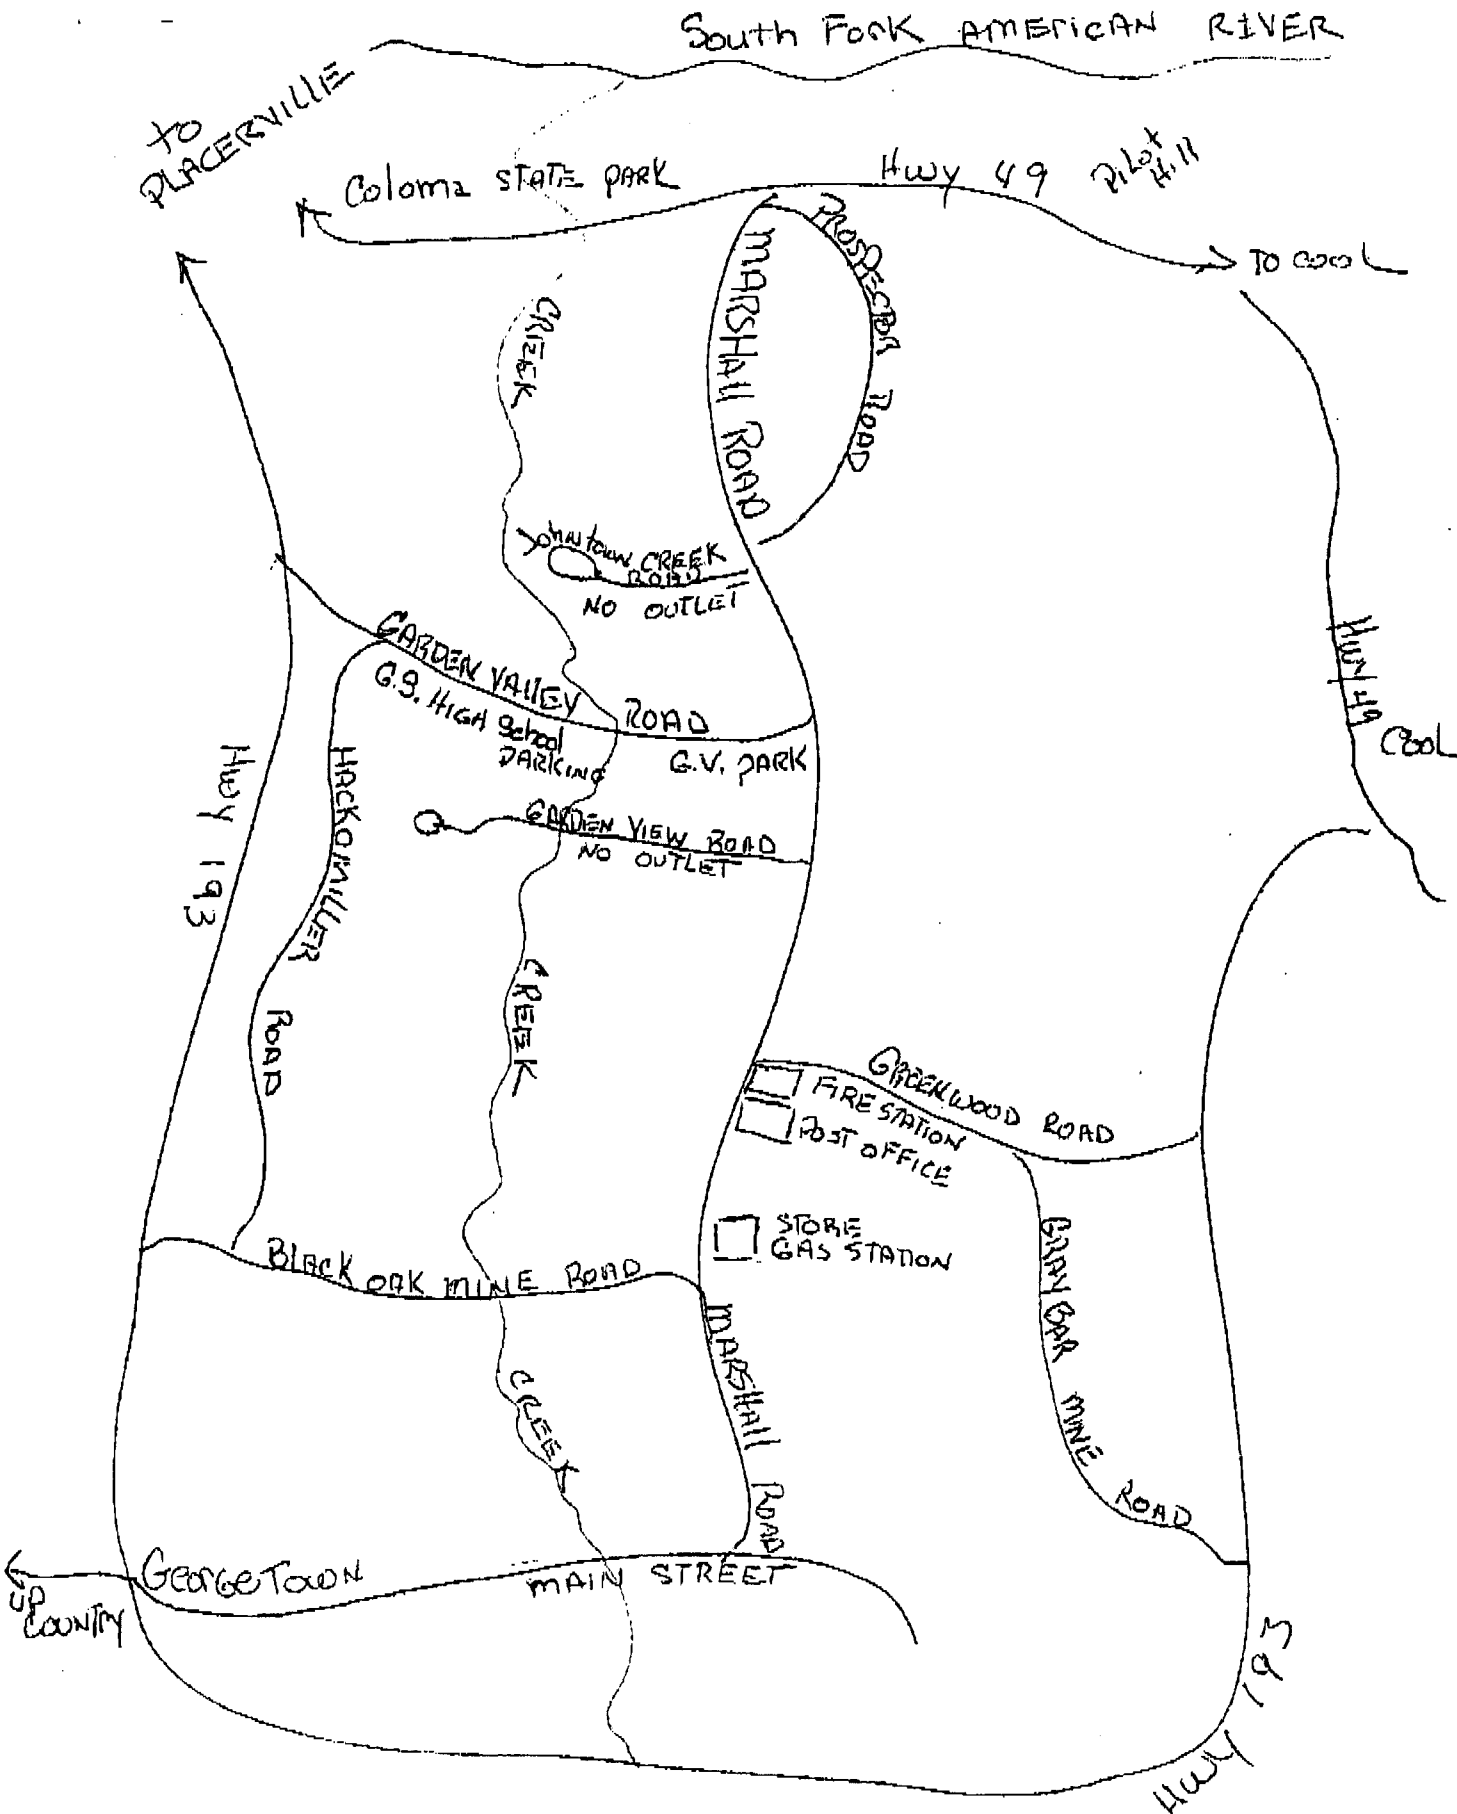 South Fork AMERICAN RIVER
TO
PLACERVILLE
Coloma STATE PARK
Hwy 49
Pilot
Hill
TO COOL
PROSPECTOR ROAD
MARSHAll ROAD
CREEK
Johntown CREEK
ROAD
NO OUTLET
GARDEN VAllEY ROAD
G.S. HIGH School
PARKING
G.V. PARK
Hwy 49
COOL
Hwy 193
HACKOMILLER ROAD
GARDEN VIEW ROAD
NO OUTLET
CREEK
GREENWOOD ROAD
FIRE STATION
POST OFFICE
STORE
GAS STATION
BLACK OAK MINE ROAD
GRAYBAR MINE ROAD
MARSHAll ROAD
CREEK
GEORGETOWN
MAIN STREET
UP
COUNTRY
HWY 193